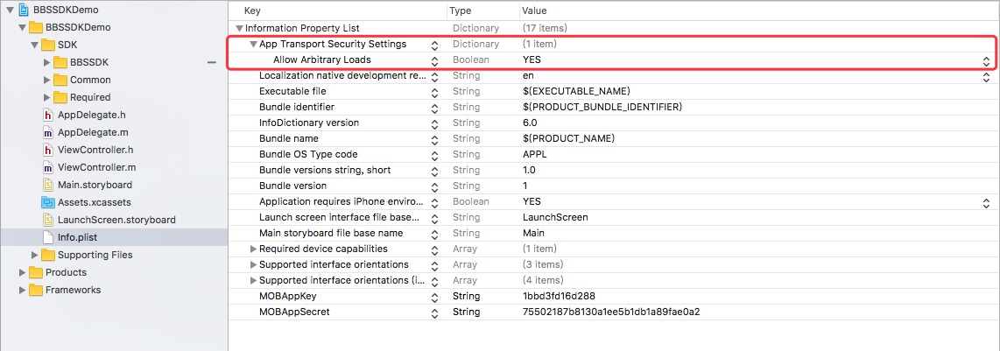 BBSSDKDemo
BBSSDKDemo
SDK
BBSSDK
Common
Required
AppDelegate.h
AppDelegate.m
ViewController.h
ViewController.m
Main.storyboard
Assets.xcassets
LaunchScreen.storyboard
Info.plist
Supporting Files
Products
Frameworks
Key Type Value
Information Property List Dictionary (17 items)
App Transport Security Settings Dictionary (1 item)
Allow Arbitrary Loads Boolean YES
Localization native development re... String en
Executable file String $(EXECUTABLE_NAME)
Bundle identifier String $(PRODUCT_BUNDLE_IDENTIFIER)
InfoDictionary version String 6.0
Bundle name String $(PRODUCT_NAME)
Bundle OS Type code String APPL
Bundle versions string, short String 1.0
Bundle version String 1
Application requires iPhone enviro... Boolean YES
Launch screen interface file base... String LaunchScreen
Main storyboard file base name String Main
Required device capabilities Array (1 item)
Supported interface orientations Array (3 items)
Supported interface orientations (i... Array (4 items)
MOBAppKey String 1bbd3fd16d288
MOBAppSecret String 75502187b8130a1ee5b1db1a89fae0a2